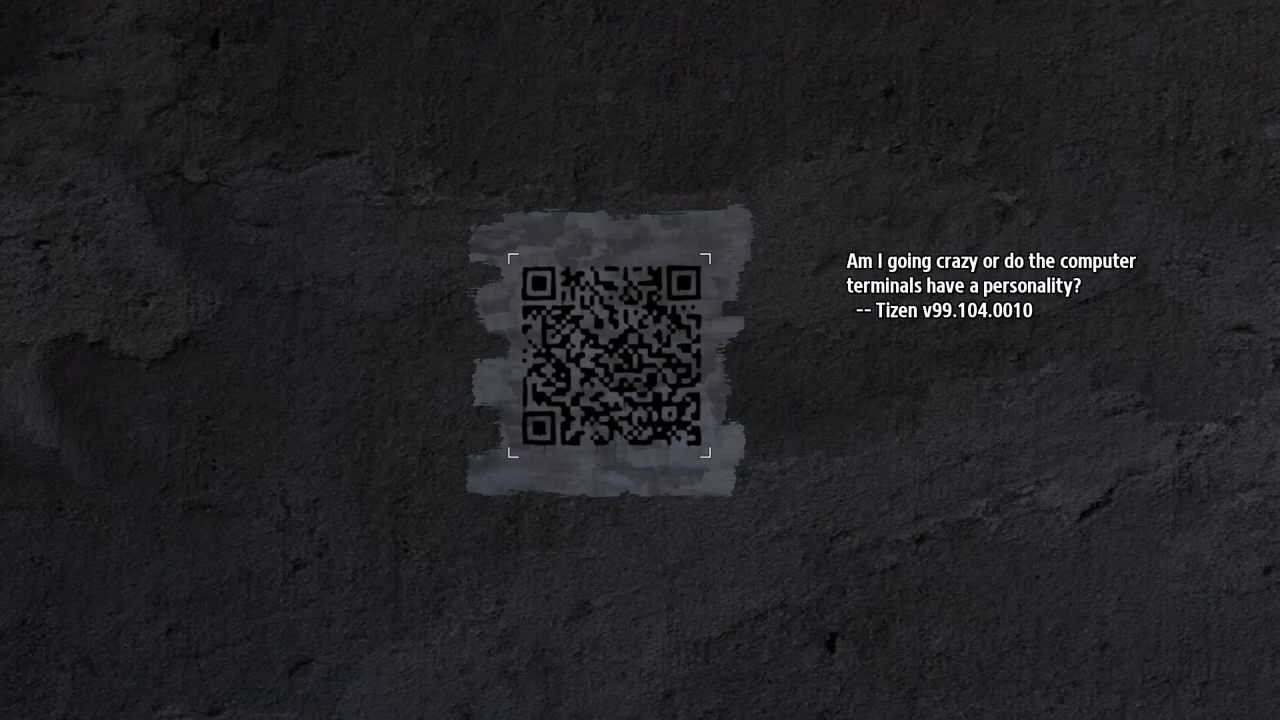 Am I going crazy or do the computer
terminals have a personality?
-- Tizen v99.104.0010